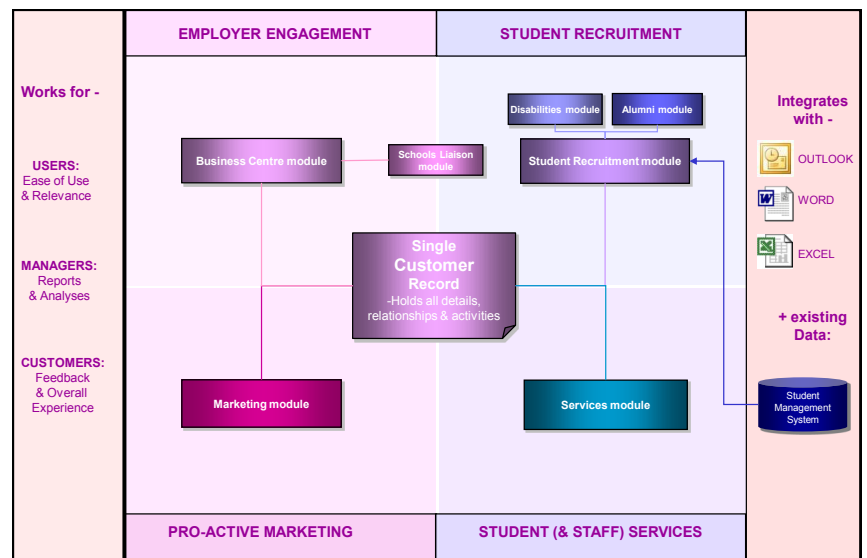 EMPLOYER ENGAGEMENT
STUDENT RECRUITMENT
Works for -
USERS:
Ease of Use
& Relevance
MANAGERS:
Reports
& Analyses
CUSTOMERS:
Feedback
& Overall
Experience
Disabilities module
Alumni module
Business Centre module
Schools Liaison
module
Student Recruitment module
Single
Customer
Record
-Holds all details,
relationships & activities
Marketing module
Services module
Integrates
with -
OUTLOOK
WORD
EXCEL
+ existing
Data:
Student
Management
System
PRO-ACTIVE MARKETING
STUDENT (& STAFF) SERVICES